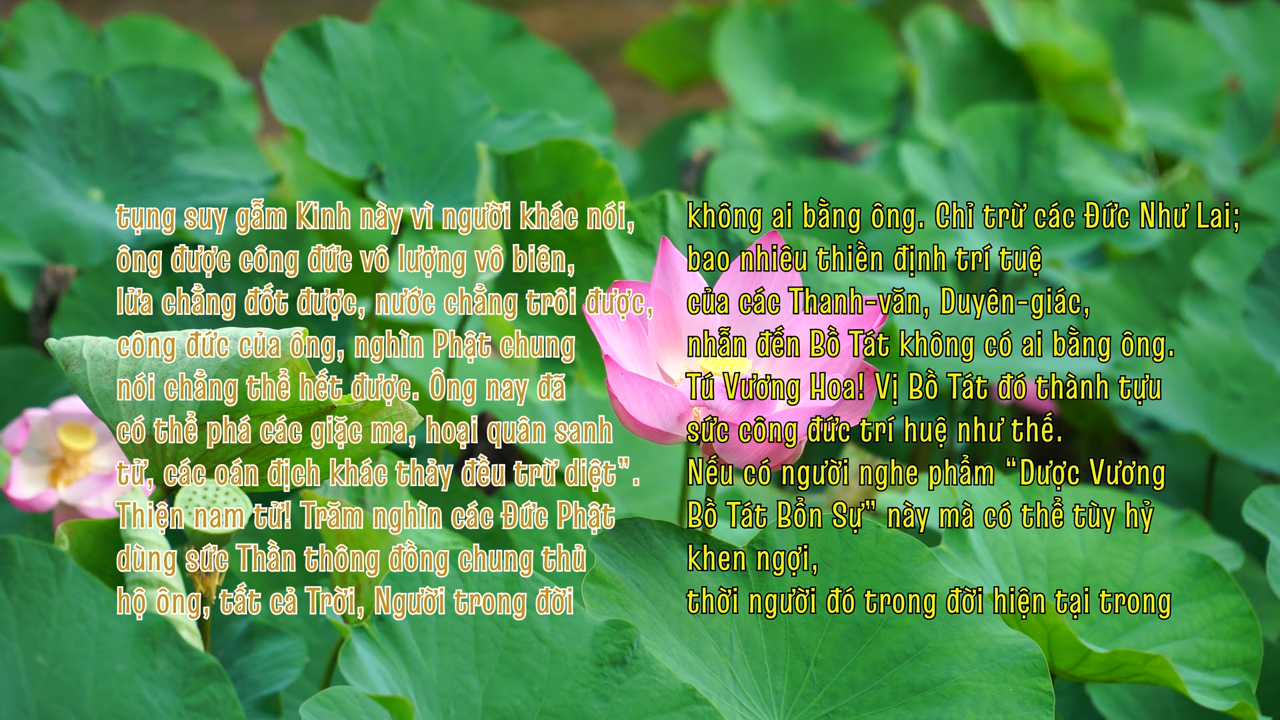 tụng suy gẫm Kinh này vì người khác nói,
ông được công đức vô lượng vô biên,
lửa chẳng đốt được, nước chẳng trôi được,
công đức của ông, nghìn Phật chung
nói chẳng thể hết được. Ông nay đã
có thể phá các giặc ma, hoại quân sanh
tử, các oán địch khác thảy đều trừ diệt”.
Thiện nam tử! Trăm nghìn các Đức Phật
dùng sức Thần thông đồng chung thủ
hộ ông, tất cả Trời, Người trong đời
không ai bằng ông. Chỉ trừ các Đức Như Lai;
bao nhiêu thiền định trí tuệ
của các Thanh-văn, Duyên-giác,
nhẫn đến Bồ Tát không có ai bằng ông.
Tú Vương Hoa! Vị Bồ Tát đó thành tựu
sức công đức trí huệ như thế.
Nếu có người nghe phẩm “Dược Vương
Bồ Tát Bổn Sự” này mà có thể tùy hỷ
khen ngợi,
thời người đó trong đời hiện tại trong